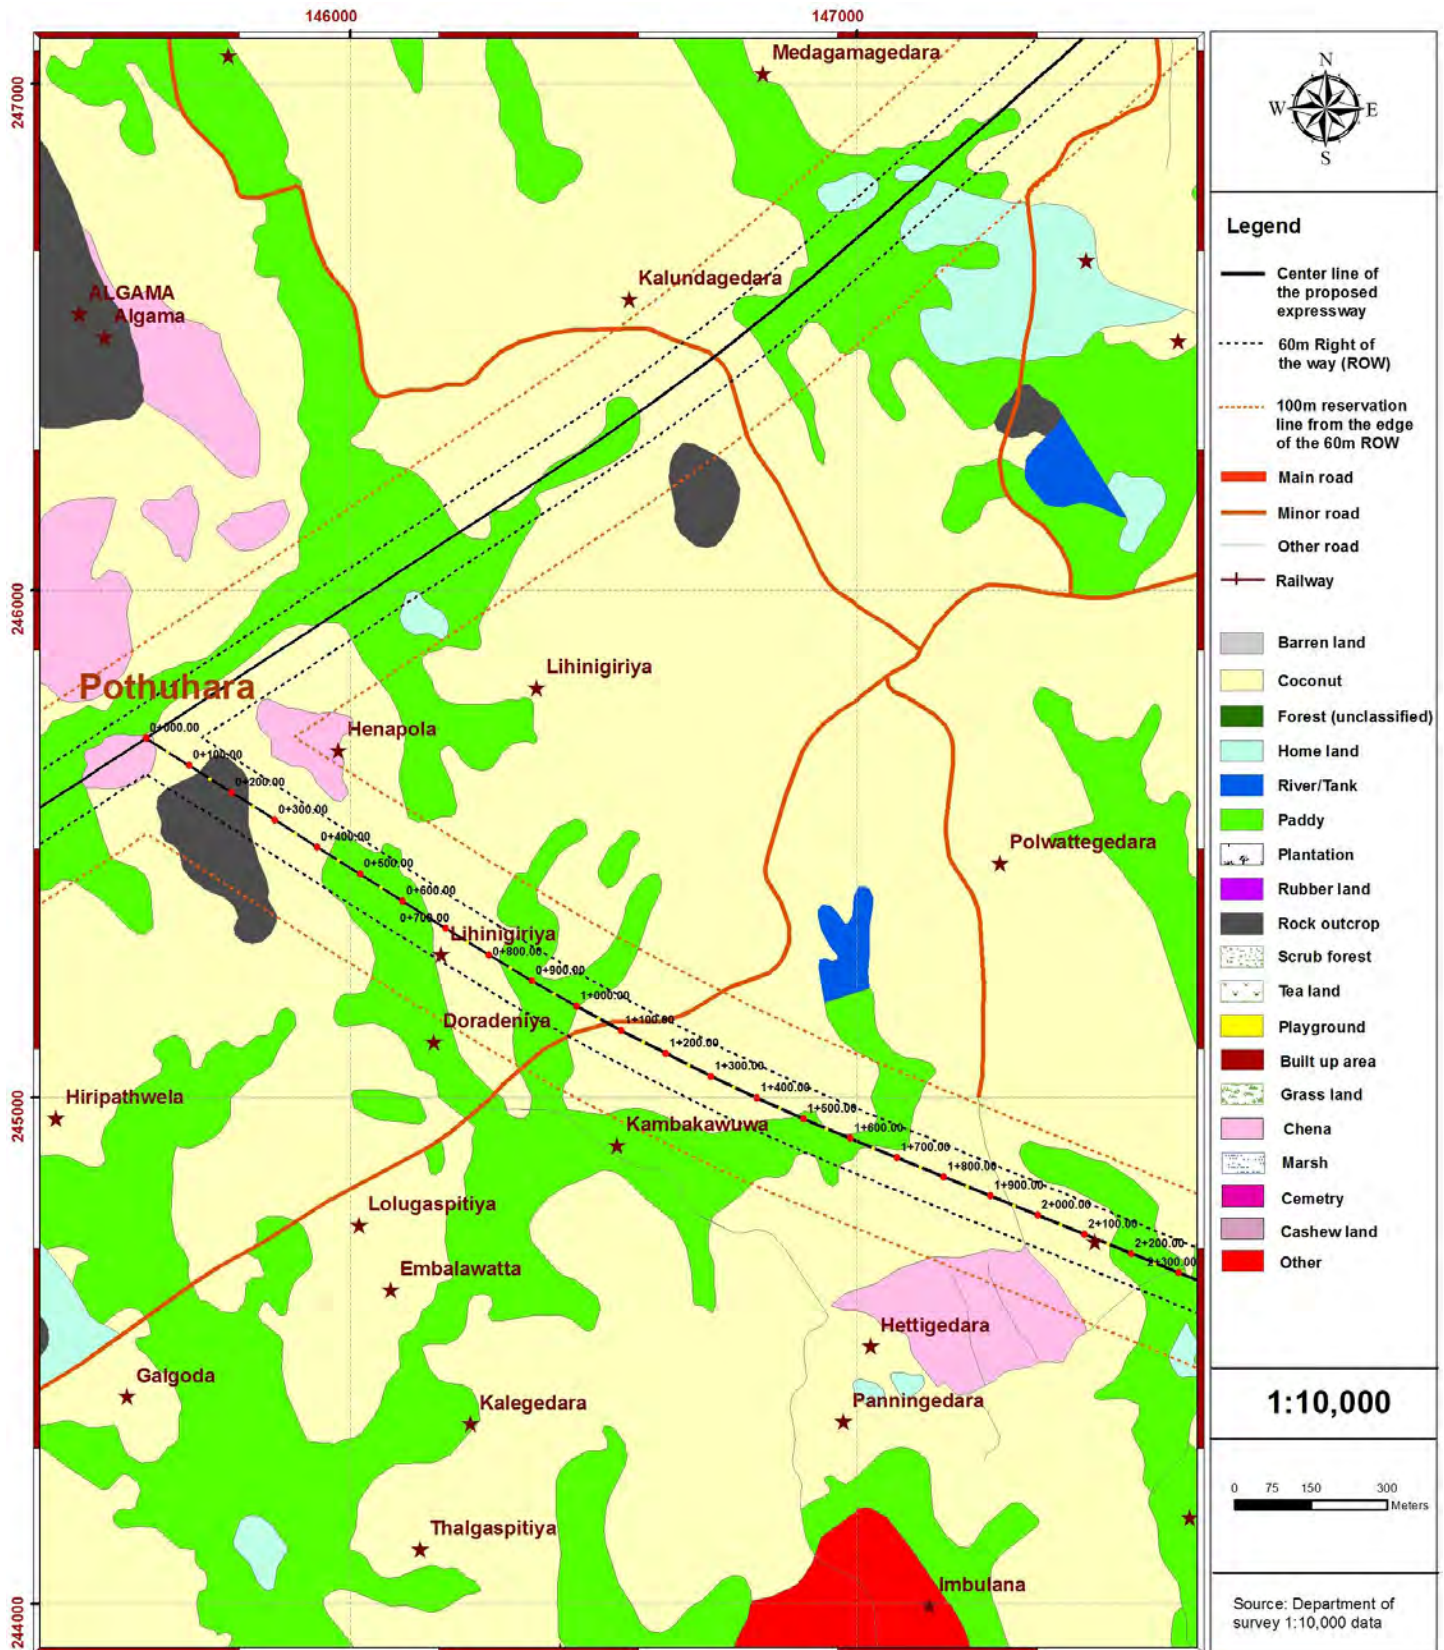 146000
147000
247000
246000
245000
244000
Medagamagedara
Kalundagedara
ALGAMA
Algama
Lihinigiriya
Pothuhara
Henapola
0+000.00
0+100.00
0+200.00
0+300.00
0+400.00
0+500.00
0+600.00
0+700.00
Polwattegedara
Lihinigiriya
0+800.00
0+900.00
1+000.00
Doradeniya
1+100.00
1+200.00
1+300.00
1+400.00
1+500.00
1+600.00
1+700.00
1+800.00
1+900.00
2+000.00
2+100.00
2+200.00
2+300.00
Hiripathwela
Kambakawuwa
Lolugaspitiya
Embalawatta
Hettigedara
Galgoda
Kalegedara
Panningedara
Thalgaspitiya
Imbulana
N
W
E
S
Legend
Center line of
the proposed
expressway
60m Right of
the way (ROW)
100m reservation
line from the edge
of the 60m ROW
Main road
Minor road
Other road
Railway
Barren land
Coconut
Forest (unclassified)
Home land
River/Tank
Paddy
Plantation
Rubber land
Rock outcrop
Scrub forest
Tea land
Playground
Built up area
Grass land
Chena
Marsh
Cemetry
Cashew land
Other
1:10,000
0 75 150 300
Meters
Source: Department of
survey 1:10,000 data